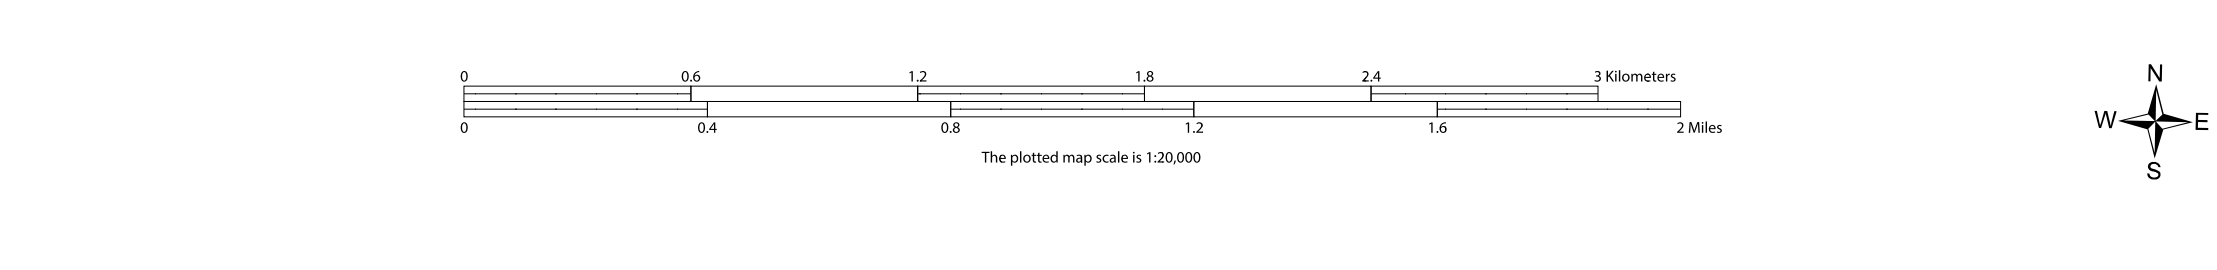 0 0.6 1.2 1.8 2.4 3 Kilometers
0 0.4 0.8 1.2 1.6 2 Miles
The plotted map scale is 1:20,000
N
W E
S